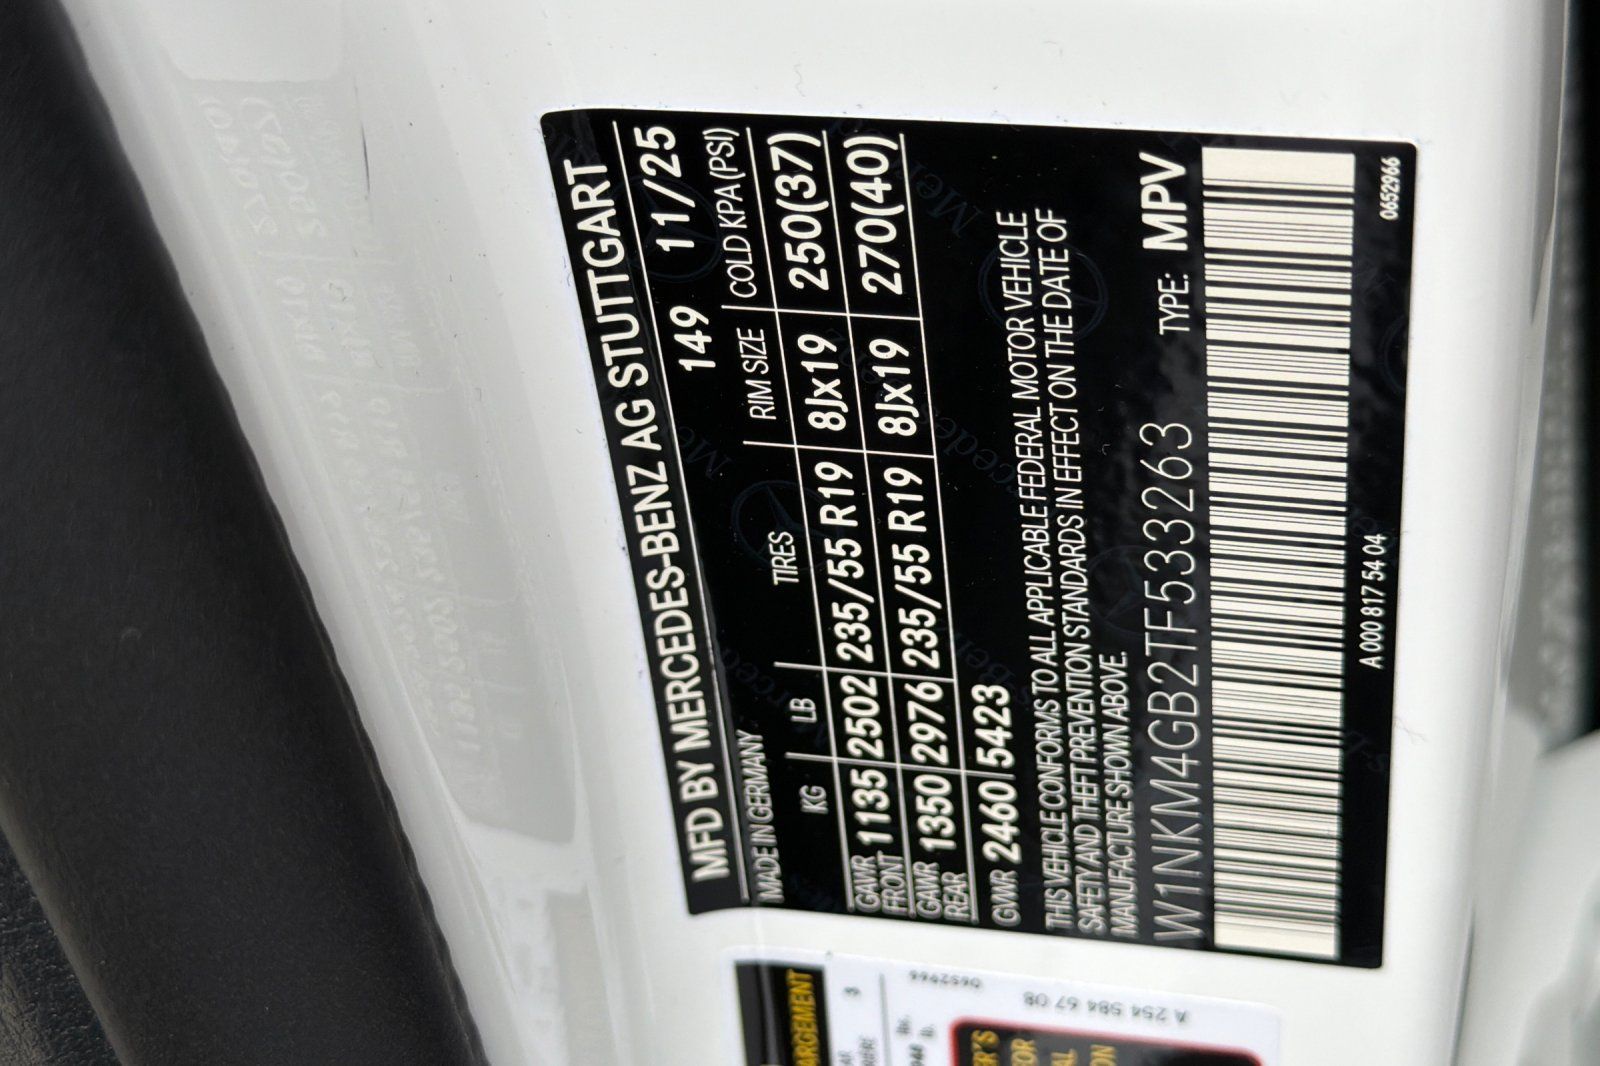 MFD BY MERCEDES-BENZ AG STUTTGART
MADE IN GERMANY 149 11/25
KG LB TIRES RIM SIZE COLD KPA(PSI)
GAWR FRONT 1135 2502 235/55 R19 8Jx19 250(37)
GAWR REAR 1350 2976 235/55 R19 8Jx19 270(40)
GVWR 2460 5423
THIS VEHICLE CONFORMS TO ALL APPLICABLE FEDERAL MOTOR VEHICLE
SAFETY AND THEFT PREVENTION STANDARDS IN EFFECT ON THE DATE OF
MANUFACTURE SHOWN ABOVE.
TYPE: MPV
W1NKM4GB2TF533263
A 000 817 54 04
0652966
0652966
A 254 584 67 08